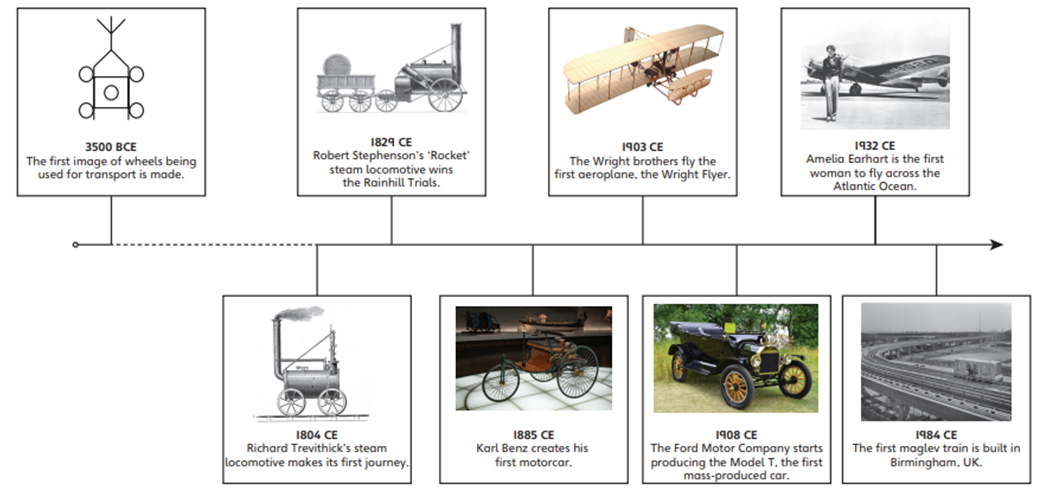 3500 BCE
The first image of wheels being
used for transport is made.
1829 CE
Robert Stephenson's ‘Rocket’
steam locomotive wins
the Rainhill Trials.
1903 CE
The Wright brothers fly the
first aeroplane, the Wright Flyer.
1932 CE
Amelia Earhart is the first
woman to fly across the
Atlantic Ocean.
1804 CE
Richard Trevithick's steam
locomotive makes its first journey.
1885 CE
Karl Benz creates his
first motorcar.
1908 CE
The Ford Motor Company starts
producing the Model T, the first
mass-produced car.
1984 CE
The first maglev train is built in
Birmingham, UK.